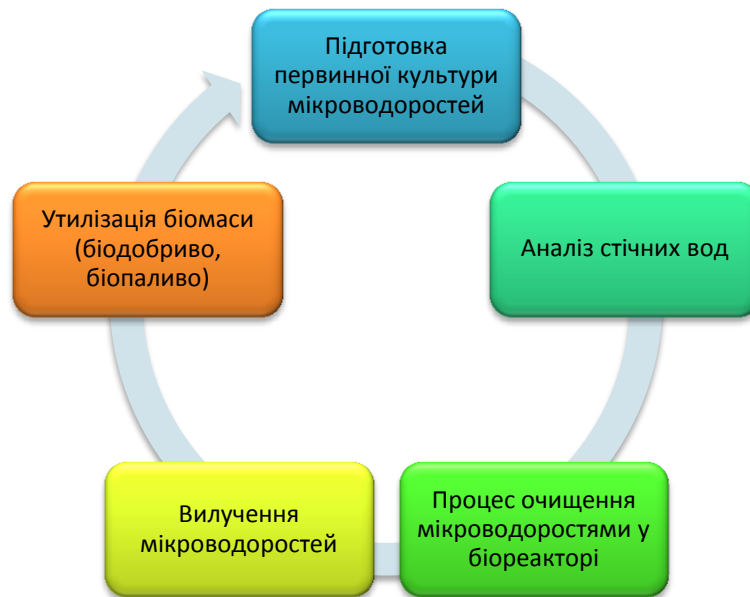 Підготовка
первинної культури
мікроводоростей
Аналіз стічних вод
Процес очищення
мікроводоростями у
біореакторі
Вилучення
мікроводоростей
Утилізація біомаси
(біодобриво,
біопаливо)